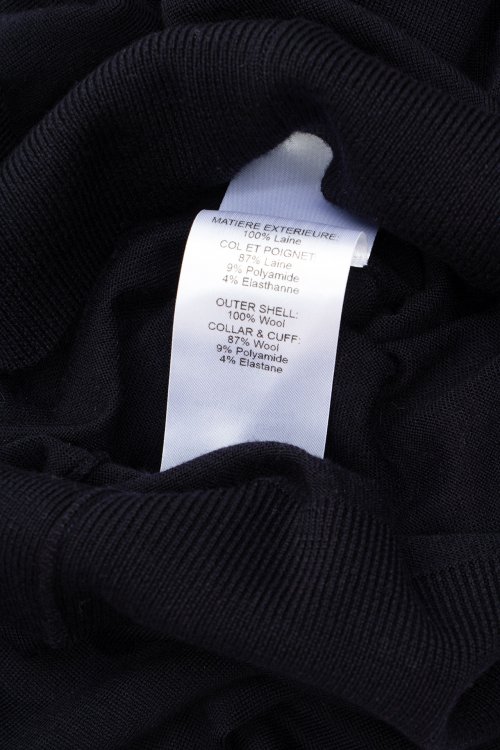 MATIERE EXTERIEURE:
100% Laine
COL ET POIGNET
87% Laine
9% Polyamide
4% Elasthanne
OUTER SHELL:
100% Wool
COLLAR & CUFF:
87% Wool
9% Polyamide
4% Elastane